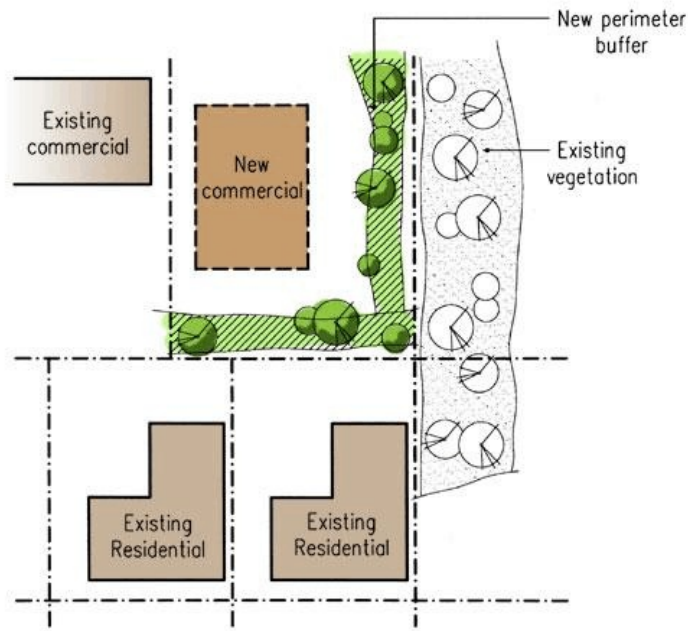 New perimeter
buffer
Existing
commercial
New
commercial
Existing
vegetation
Existing
Residential
Existing
Residential